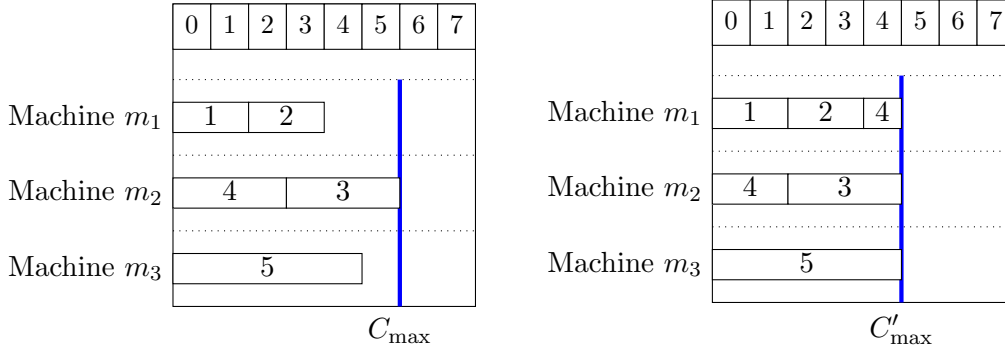 0 1 2 3 4 5 6 7
Machine m₁ 1 2
Machine m₂ 4 3
Machine m₃ 5
C_max
0 1 2 3 4 5 6 7
Machine m₁ 1 2 4
Machine m₂ 4 3
Machine m₃ 5
C′_max